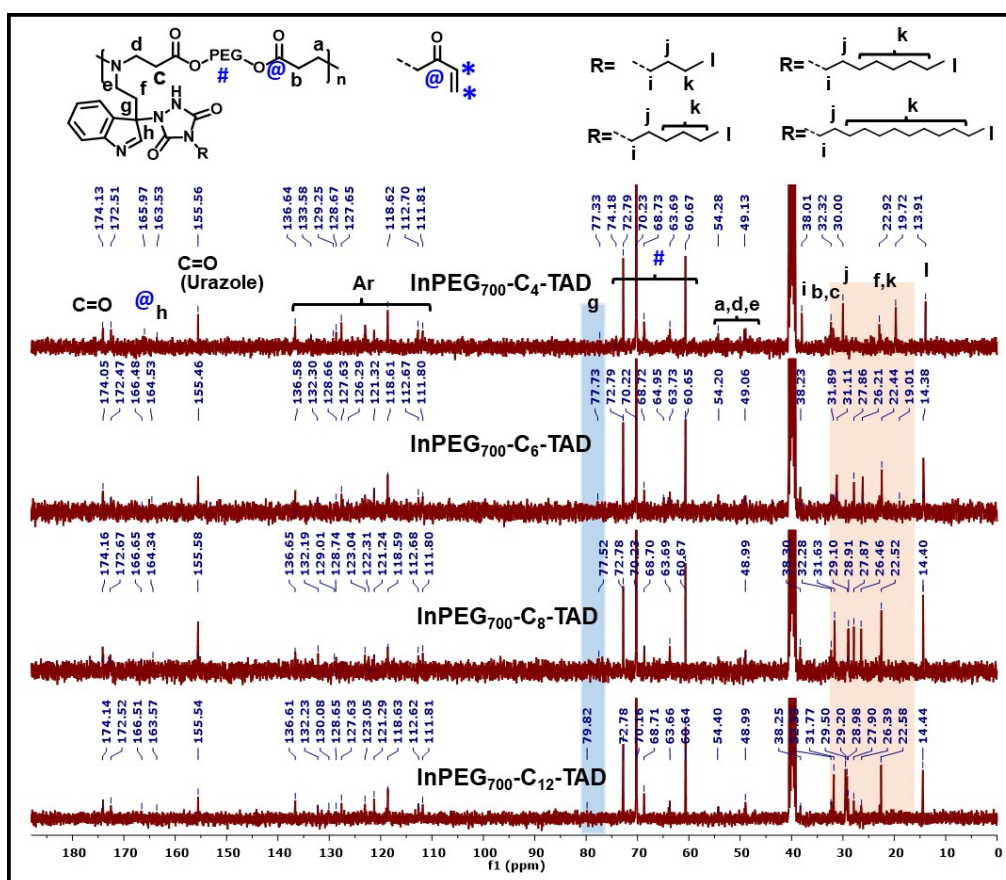 d O O a
N O PEG O n
e f c # @ b
g N NH O
h N
O N
R
O
@ *
*
R= i j k l
R= i j k l
R= i j k l
R= i j k l
174.13 172.51 165.97 163.53 155.56 136.64 133.58 129.25 128.67 127.65 118.62 112.70 111.81 77.33 74.18 72.79 70.23 68.73 63.69 60.67 54.28 49.13 38.01 32.32 30.00 22.92 19.72 13.91
C=O @ h C=O (Urazole) Ar g # a,d,e i b,c j f,k l
InPEG₇₀₀-C₄-TAD
174.05 172.47 166.48 164.53 155.46 136.58 132.30 128.66 127.63 126.29 121.32 118.61 112.67 111.80 77.73 72.79 70.22 68.72 64.95 63.73 60.65 54.20 49.06 38.23 31.89 31.11 27.86 26.21 22.44 19.01 14.38
InPEG₇₀₀-C₆-TAD
174.16 172.67 166.65 164.34 155.58 136.65 132.19 129.01 128.74 123.04 122.31 121.24 118.59 112.68 111.80 77.52 72.78 70.23 68.70 63.69 60.67 48.99 38.30 32.28 31.63 29.10 28.91 27.87 26.46 22.52 14.40
InPEG₇₀₀-C₈-TAD
174.14 172.52 166.51 163.57 155.54 136.61 132.23 130.08 128.65 127.63 123.05 121.29 118.63 112.62 111.81 79.82 72.78 70.16 68.71 63.66 60.64 54.40 48.99 38.25 31.77 29.50 29.20 28.98 27.90 26.39 22.58 14.44
InPEG₇₀₀-C₁₂-TAD
180 170 160 150 140 130 120 110 100 90 80 70 60 50 40 30 20 10 0
f1 (ppm)